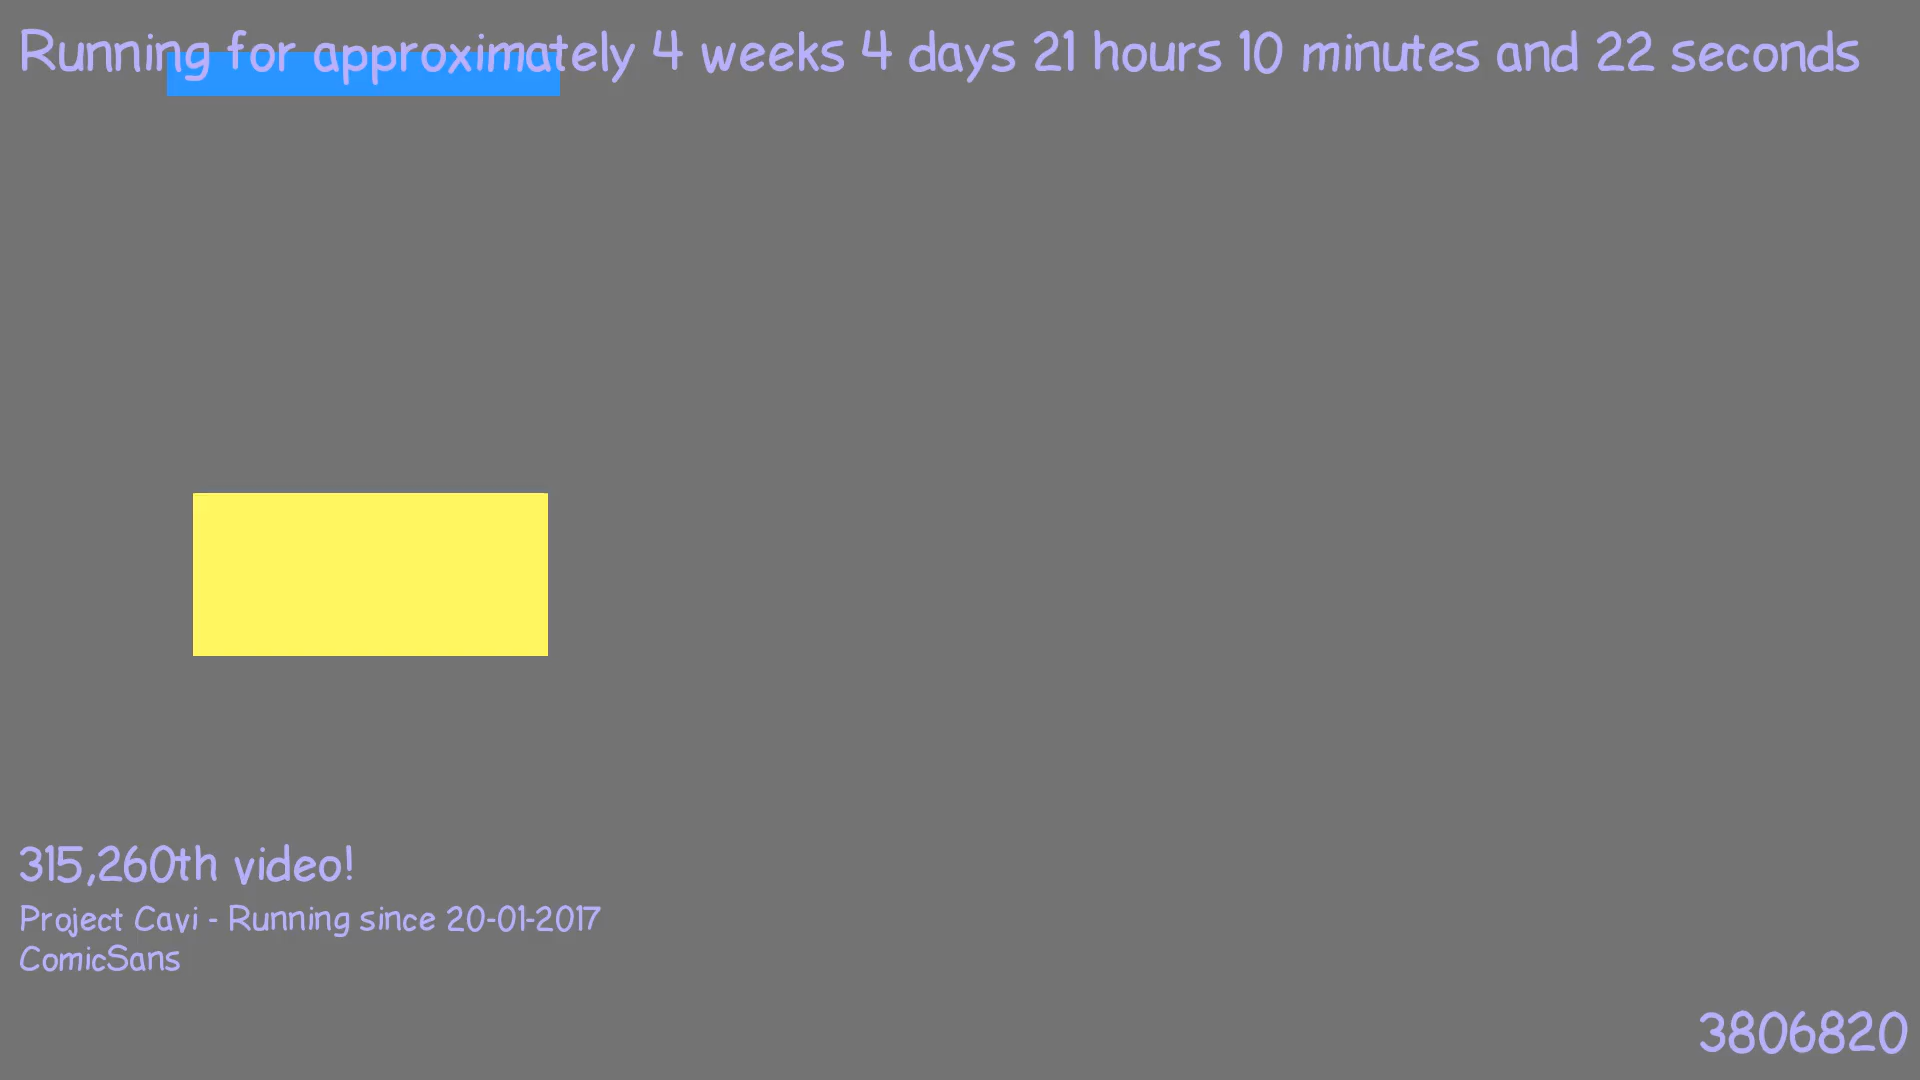 Running for approximately 4 weeks 4 days 21 hours 10 minutes and 22 seconds
315,260th video!
Project Cavi - Running since 20-01-2017
ComicSans
3806820